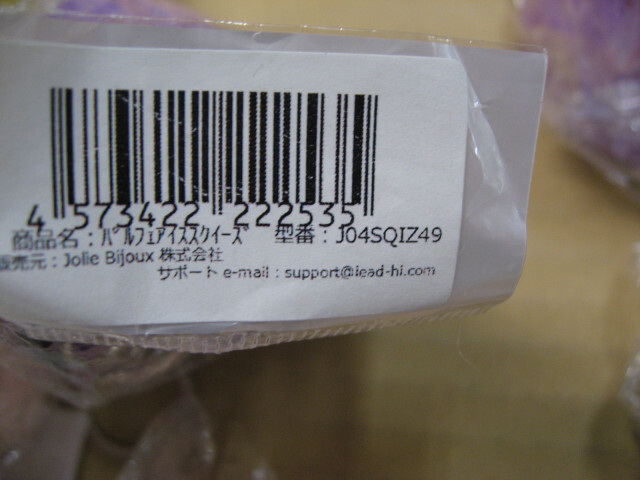 4 573422 222535
商品名：パルフェアイススクイーズ 型番：J04SQIZ49
販売元：Jolie Bijoux 株式会社
サポート e-mail：support@lead-hi.com